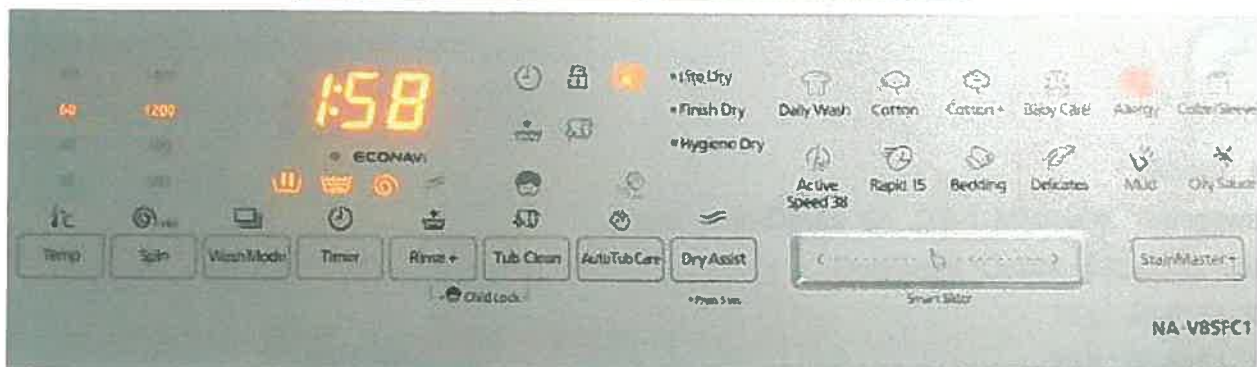 1:58
60 1200
ECONAVI
Finish Dry
Hygiene Dry
Daily Wash Cotton Cotton+ Baby Care Allergy
Active Speed 38 Rapid 15 Bedding Delicates Mud
°C
Temp Spin Wash Mode Timer Rinse + Tub Clean Auto Tub Care Dry Assist StainMaster+
Child Lock
Smart Slider
NA-V85FC1